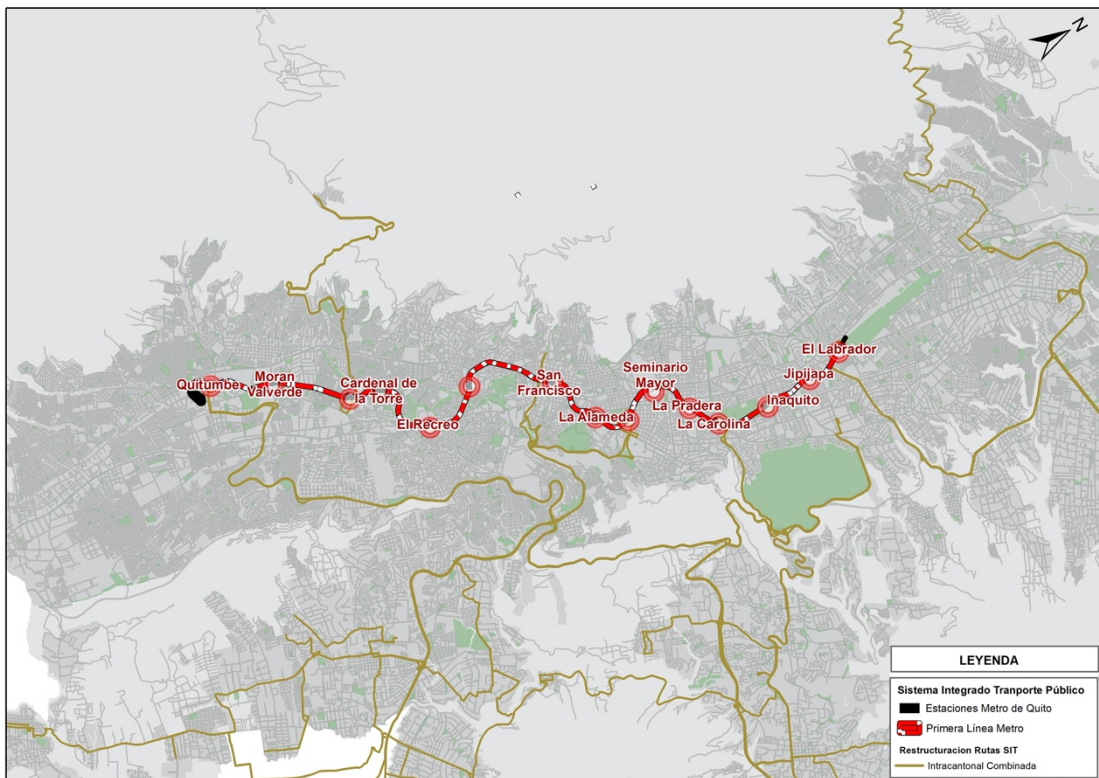 N
El Labrador
Jipijapa
Inaquito
La Carolina
La Pradera
Seminario
Mayor
La Alameda
San
Francisco
El Recreo
Cardenal de
la Torre
Moran
Valverde
Quitumbe
LEYENDA
Sistema Integrado Tranporte Público
Estaciones Metro de Quito
Primera Línea Metro
Restructuracion Rutas SIT
Intracantonal Combinada